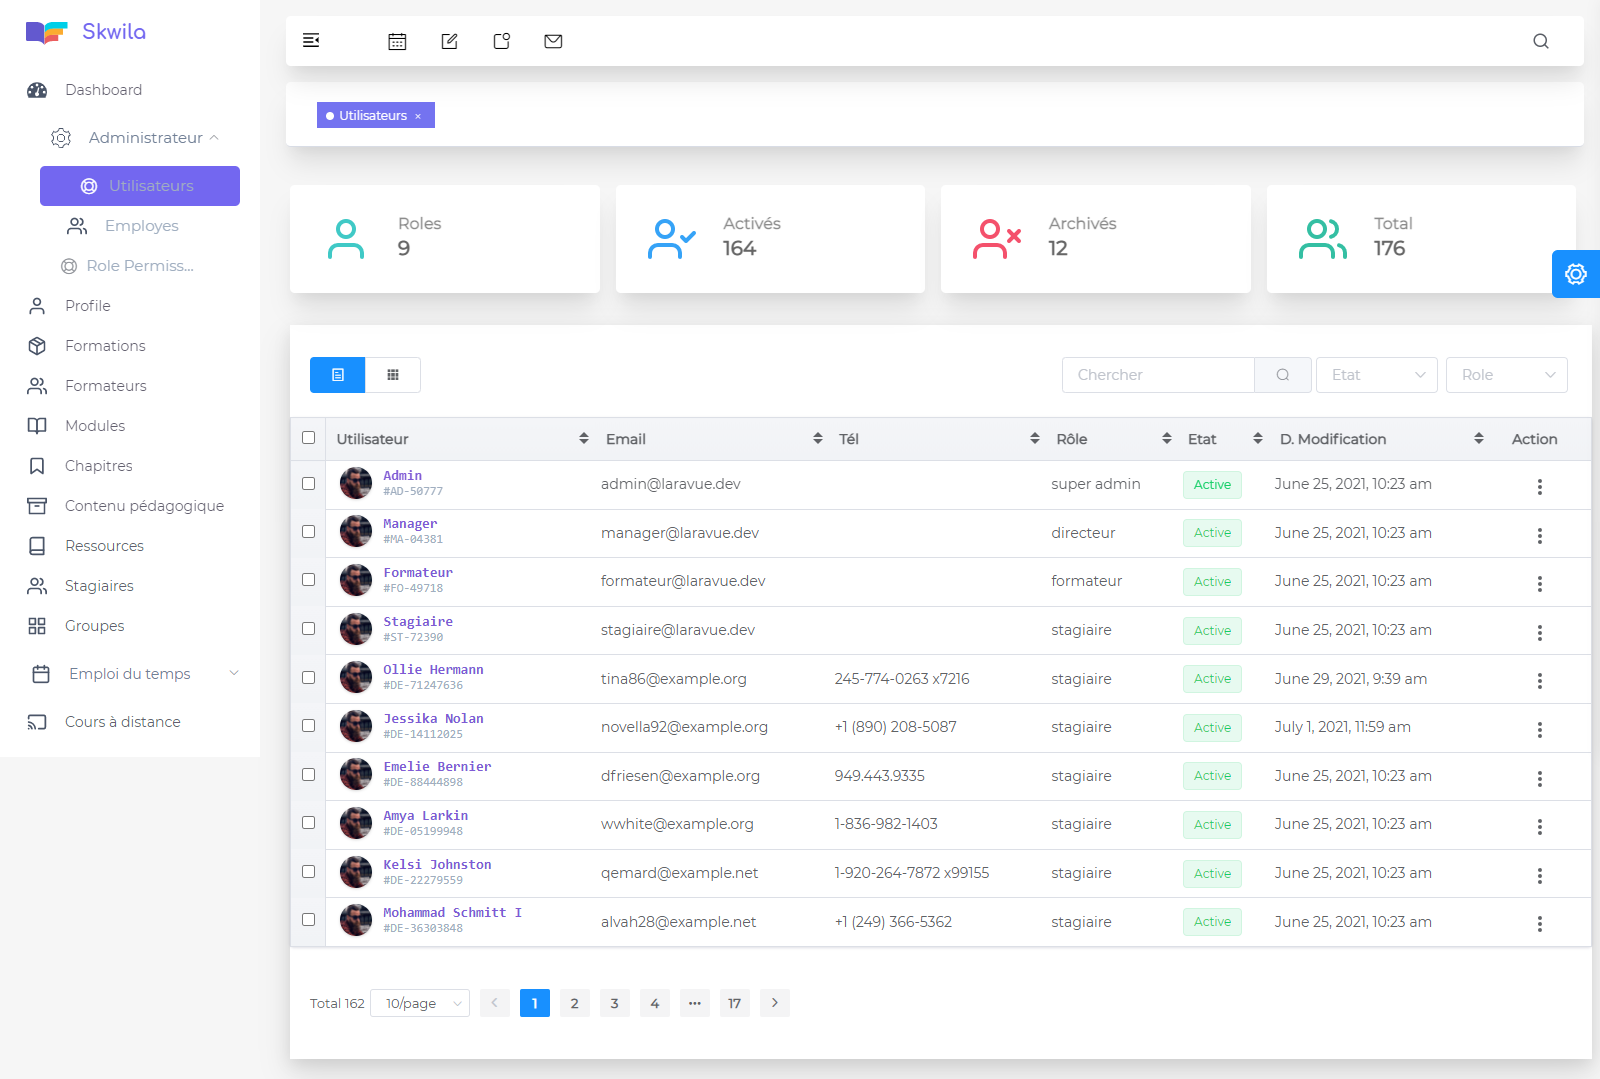 Skwila
Dashboard
Administrateur
Utilisateurs
Employes
Role Permiss...
Profile
Formations
Formateurs
Modules
Chapitres
Contenu pédagogique
Ressources
Stagiaires
Groupes
Emploi du temps
Cours à distance
Utilisateurs ×
Roles
9
Activés
164
Archivés
12
Total
176
Chercher
Etat
Role
Utilisateur Email Tél Rôle Etat D. Modification Action
Admin
#AD-50777
admin@laravue.dev super admin Active June 25, 2021, 10:23 am
Manager
#MA-04381
manager@laravue.dev directeur Active June 25, 2021, 10:23 am
Formateur
#FO-49718
formateur@laravue.dev formateur Active June 25, 2021, 10:23 am
Stagiaire
#ST-72390
stagiaire@laravue.dev stagiaire Active June 25, 2021, 10:23 am
Ollie Hermann
#DE-71247636
tina86@example.org 245-774-0263 x7216 stagiaire Active June 29, 2021, 9:39 am
Jessika Nolan
#DE-14112025
novella92@example.org +1 (890) 208-5087 stagiaire Active July 1, 2021, 11:59 am
Emelie Bernier
#DE-88444898
dfriesen@example.org 949.443.9335 stagiaire Active June 25, 2021, 10:23 am
Amya Larkin
#DE-05199948
wwhite@example.org 1-836-982-1403 stagiaire Active June 25, 2021, 10:23 am
Kelsi Johnston
#DE-22279559
qemard@example.net 1-920-264-7872 x99155 stagiaire Active June 25, 2021, 10:23 am
Mohammad Schmitt I
#DE-36303848
alvah28@example.net +1 (249) 366-5362 stagiaire Active June 25, 2021, 10:23 am
Total 162 10/page 1 2 3 4 ... 17